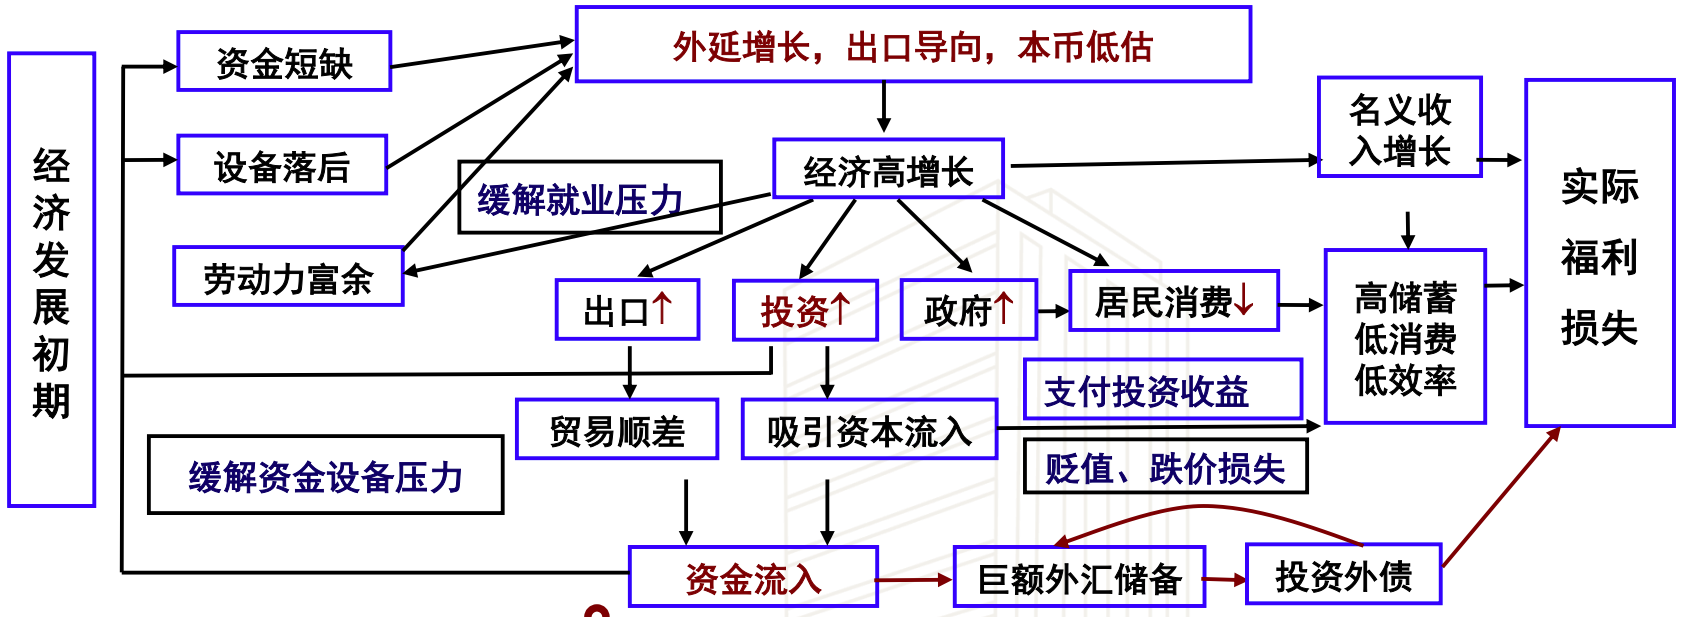 经
济
发
展
初
期
资金短缺
设备落后
劳动力富余
外延增长，出口导向，本币低估
缓解就业压力
经济高增长
出口↑
投资↑
政府↑
居民消费↓
名义收
入增长
高储蓄
低消费
低效率
实际
福利
损失
贸易顺差
吸引资本流入
支付投资收益
贬值、跌价损失
缓解资金设备压力
资金流入
巨额外汇储备
投资外债